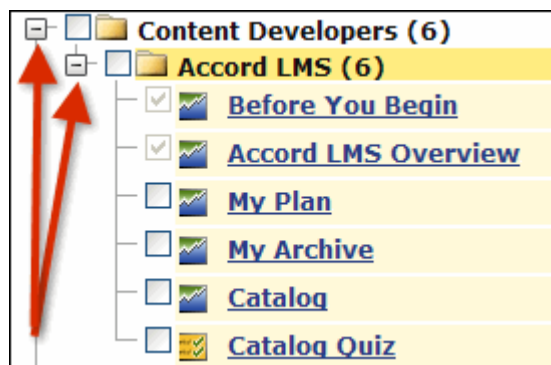 Content Developers (6)
Accord LMS (6)
Before You Begin
Accord LMS Overview
My Plan
My Archive
Catalog
Catalog Quiz